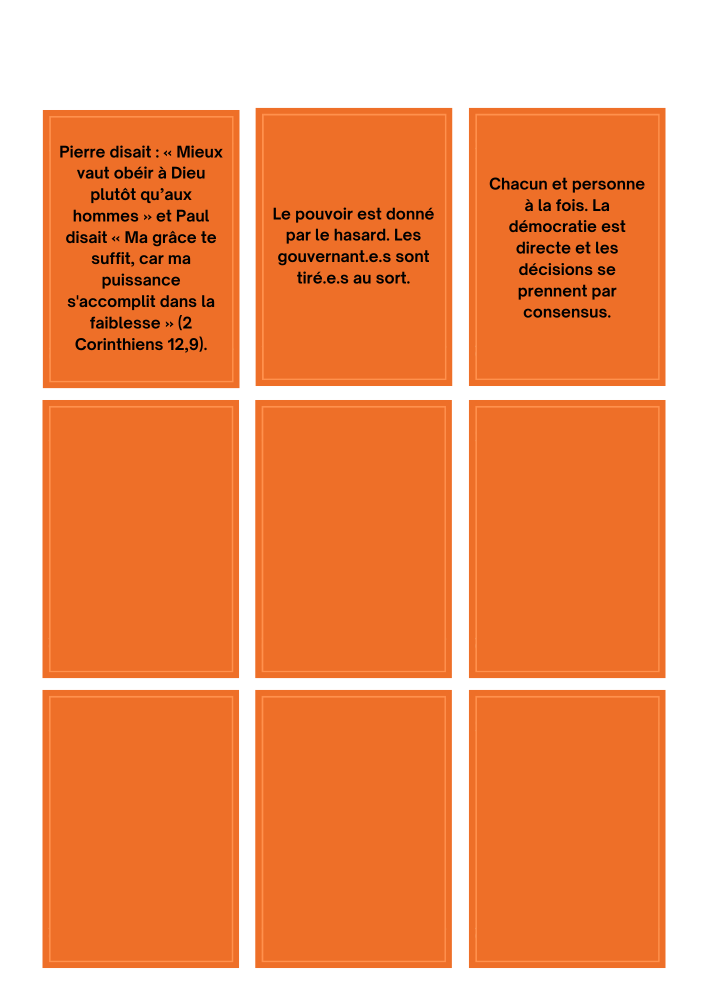 Pierre disait : « Mieux
vaut obéir à Dieu
plutôt qu’aux
hommes » et Paul
disait « Ma grâce te
suffit, car ma
puissance
s'accomplit dans la
faiblesse » (2
Corinthiens 12,9).
Le pouvoir est donné
par le hasard. Les
gouvernant.e.s sont
tiré.e.s au sort.
Chacun et personne
à la fois. La
démocratie est
directe et les
décisions se
prennent par
consensus.